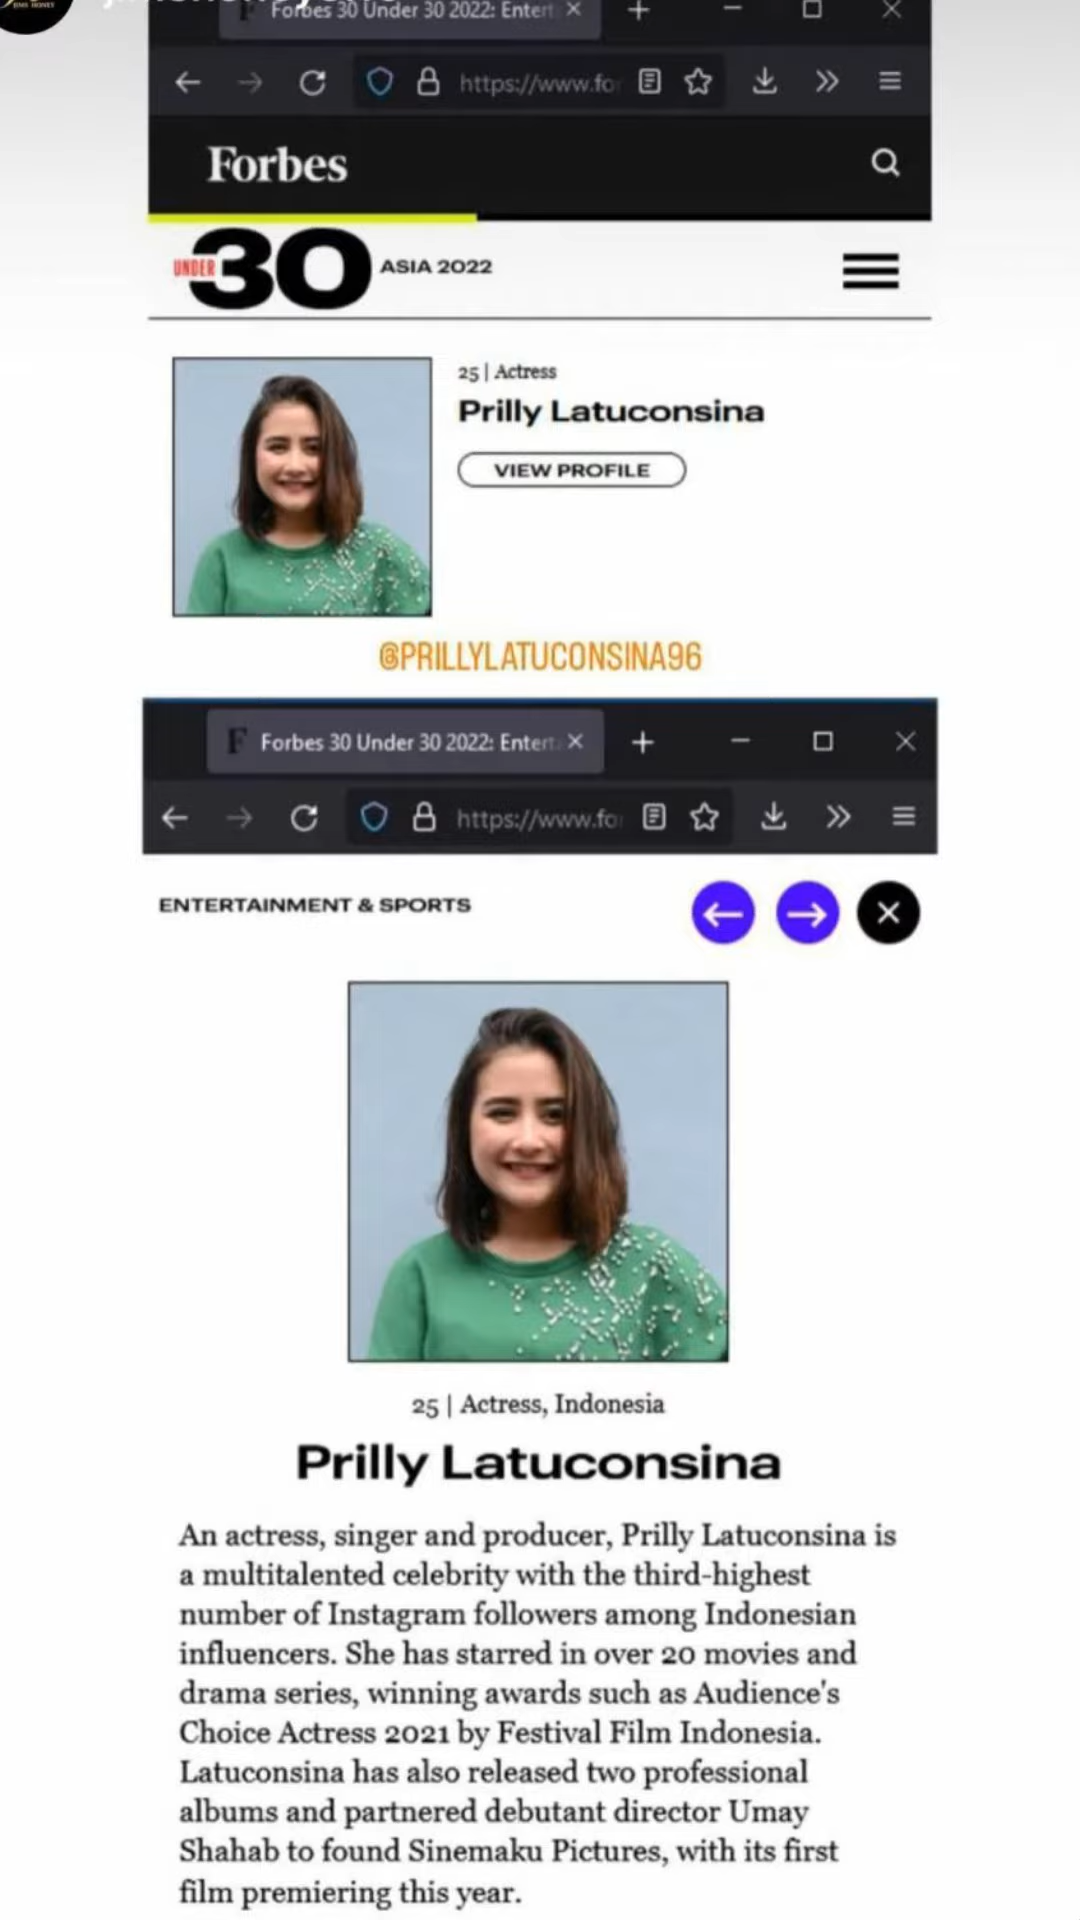 JIMS HONEY
Forbes 30 Under 30 2022: Entert
https://www.fo
Forbes
UNDER 30 ASIA 2022
25 | Actress
Prilly Latuconsina
VIEW PROFILE
@PRILLYLATUCONSINA96
F Forbes 30 Under 30 2022: Entert
https://www.fo
ENTERTAINMENT & SPORTS
25 | Actress, Indonesia
Prilly Latuconsina
An actress, singer and producer, Prilly Latuconsina is
a multitalented celebrity with the third-highest
number of Instagram followers among Indonesian
influencers. She has starred in over 20 movies and
drama series, winning awards such as Audience's
Choice Actress 2021 by Festival Film Indonesia.
Latuconsina has also released two professional
albums and partnered debutant director Umay
Shahab to found Sinemaku Pictures, with its first
film premiering this year.